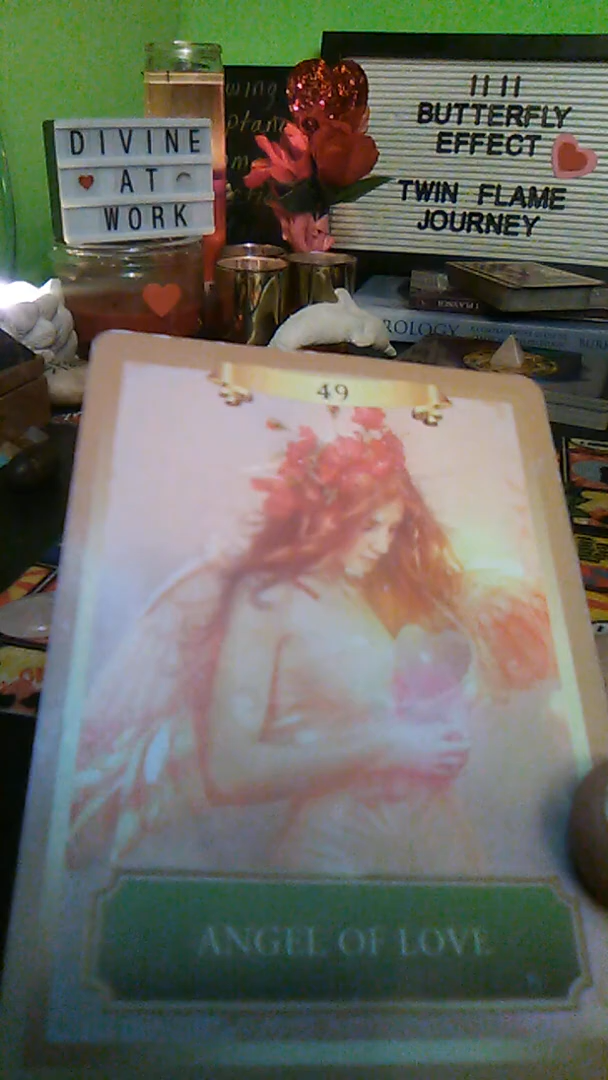 DIVINE
AT
WORK
11 11
BUTTERFLY
EFFECT
TWIN FLAME
JOURNEY
49
ANGEL OF LOVE